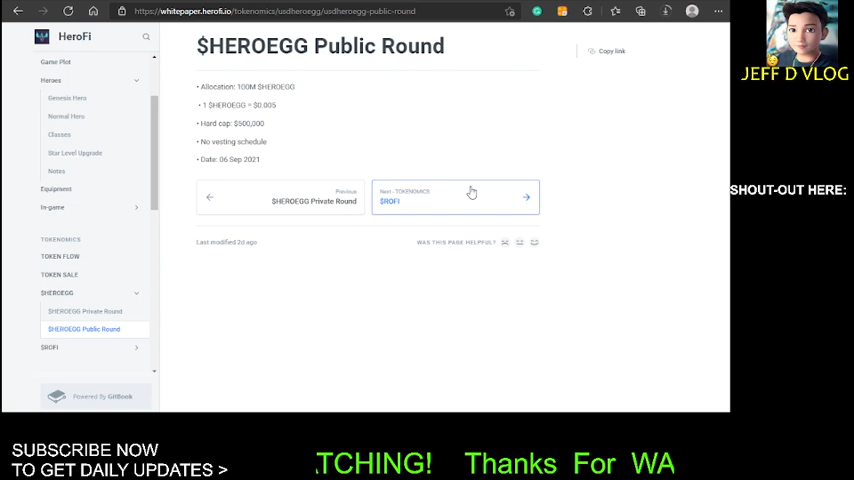 https://whitepaper.herofi.io/tokenomics/usdheroegg/usdheroegg-public-round
HeroFi
Game Plot
Heroes
Genesis Hero
Normal Hero
Classes
Star Level Upgrade
Notes
Equipment
In-game
TOKENOMICS
TOKEN FLOW
TOKEN SALE
$HEROEGG
$HEROEGG Private Round
$HEROEGG Public Round
$ROFI
Powered By GitBook
$HEROEGG Public Round
Copy link
• Allocation: 100M $HEROEGG
• 1 $HEROEGG = $0.005
• Hard cap: $500,000
• No vesting schedule
• Date: 06 Sep 2021
Previous
$HEROEGG Private Round
Next - TOKENOMICS
$ROFI
Last modified 2d ago
WAS THIS PAGE HELPFUL?
JEFF D VLOG
SHOUT-OUT HERE:
SUBSCRIBE NOW
TO GET DAILY UPDATES >
TCHING! Thanks For WA